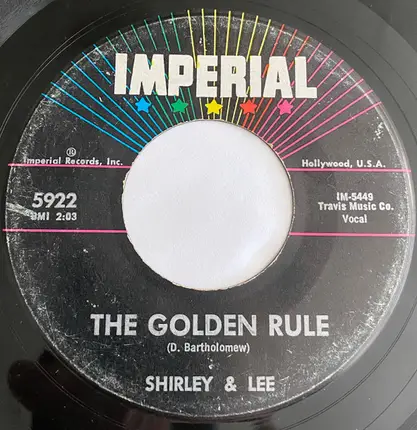 IMPERIAL
®
Imperial Records, Inc.
Hollywood, U.S.A.
5922
BMI 2:03
IM-5449
Travis Music Co.
Vocal
THE GOLDEN RULE
(D. Bartholomew)
SHIRLEY & LEE